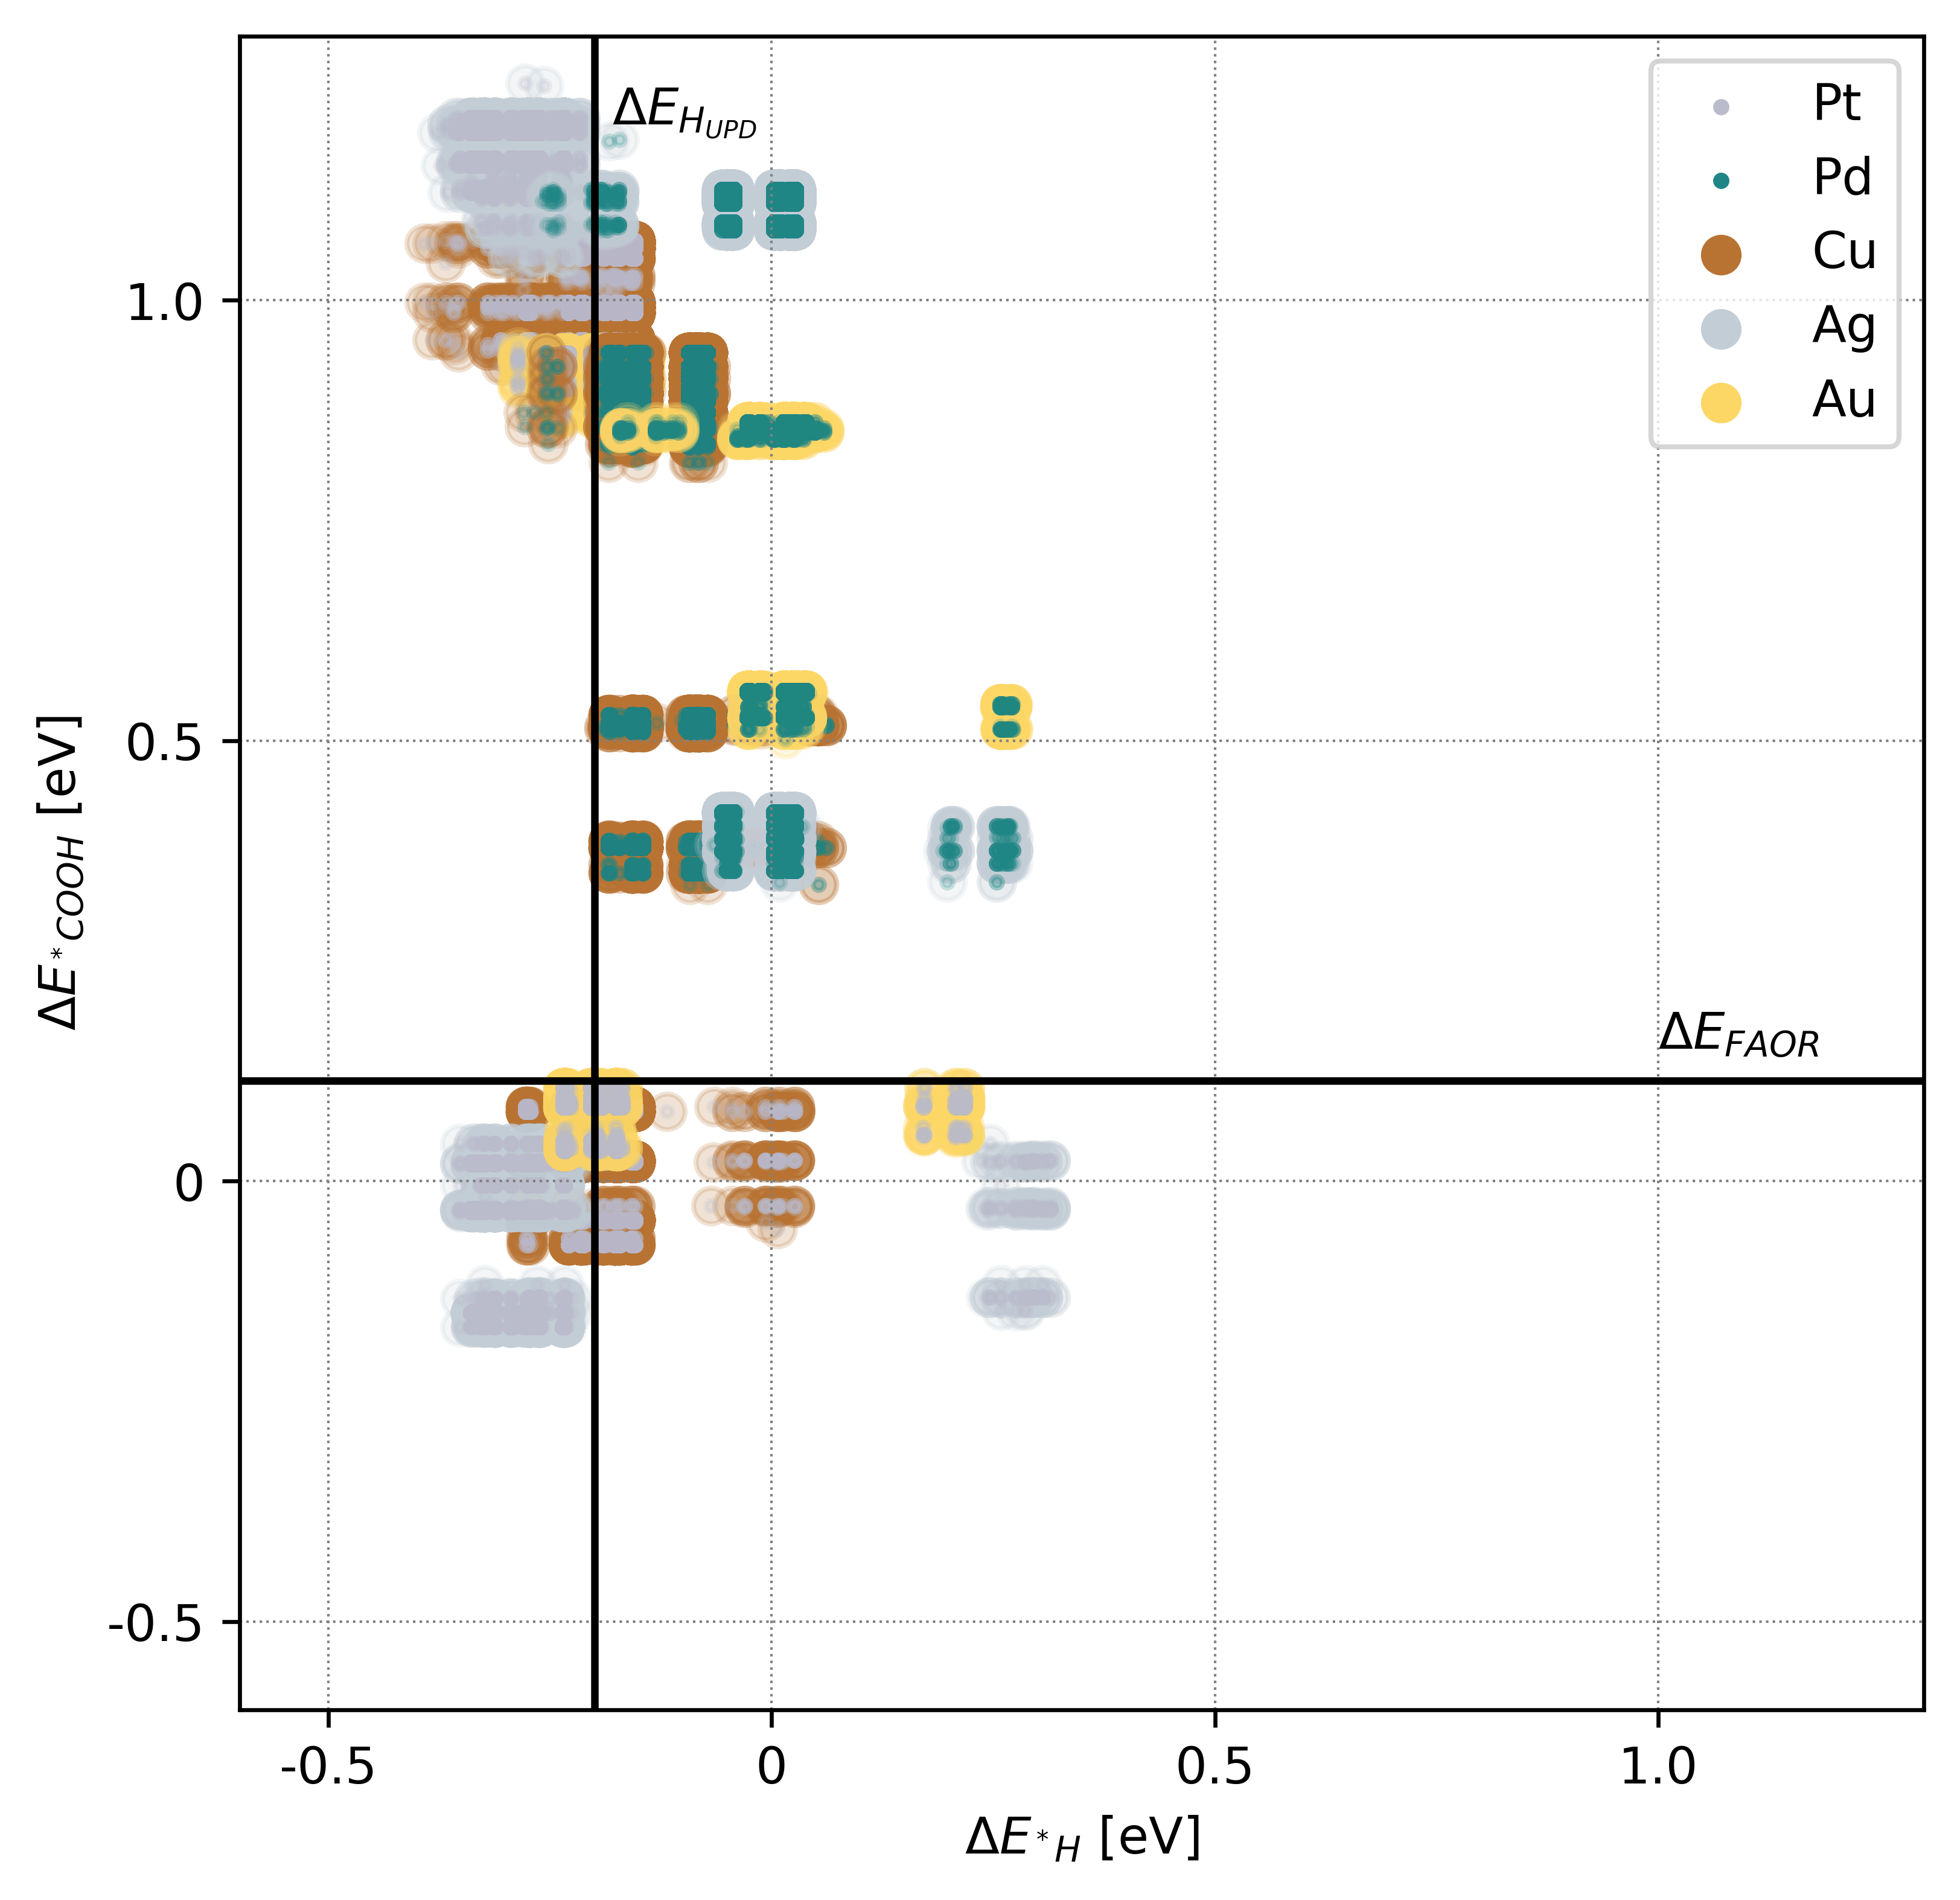 ΔE_{H_{UPD}}
Pt
Pd
Cu
Ag
Au
1.0
0.5
0
-0.5
ΔE_{*COOH} [eV]
ΔE_{FAOR}
-0.5
0
0.5
1.0
ΔE_{*H} [eV]